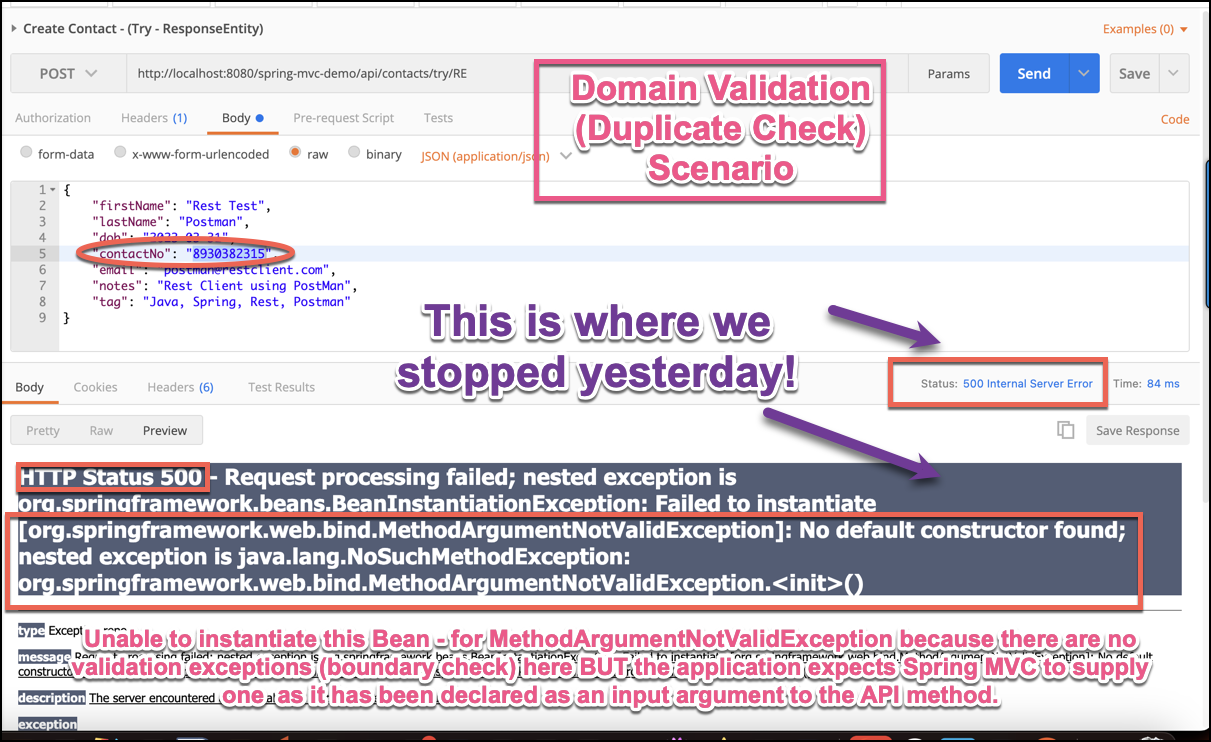 Create Contact - (Try - ResponseEntity)
Examples (0)
POST
http://localhost:8080/spring-mvc-demo/api/contacts/try/RE
Params
Send
Save
Domain Validation
(Duplicate Check)
Scenario
Authorization
Headers (1)
Body
Pre-request Script
Tests
Code
form-data
x-www-form-urlencoded
raw
binary
JSON (application/json)
1 {
2 "firstName": "Rest Test",
3 "lastName": "Postman",
4 "dob": "2023-03-31",
5 "contactNo": "8930382315",
6 "email": "postman@restclient.com",
7 "notes": "Rest Client using PostMan",
8 "tag": "Java, Spring, Rest, Postman"
9 }
This is where we
stopped yesterday!
Body
Cookies
Headers (6)
Test Results
Status: 500 Internal Server Error
Time: 84 ms
Pretty
Raw
Preview
Save Response
HTTP Status 500 - Request processing failed; nested exception is
org.springframework.beans.BeanInstantiationException: Failed to instantiate
[org.springframework.web.bind.MethodArgumentNotValidException]: No default constructor found;
nested exception is java.lang.NoSuchMethodException:
org.springframework.web.bind.MethodArgumentNotValidException.<init>()
type
message
description The server encountered
exception
Unable to instantiate this Bean - for MethodArgumentNotValidException because there are no
validation exceptions (boundary check) here BUT the application expects Spring MVC to supply
one as it has been declared as an input argument to the API method.